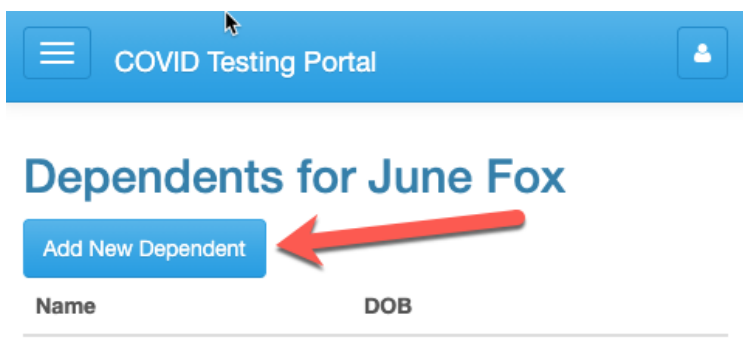 COVID Testing Portal
Dependents for June Fox
Add New Dependent
Name DOB